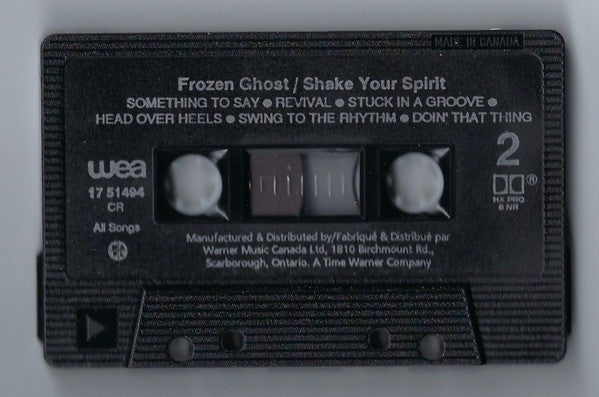 MADE IN CANADA
Frozen Ghost / Shake Your Spirit
SOMETHING TO SAY ● REVIVAL ● STUCK IN A GROOVE ●
HEAD OVER HEELS ● SWING TO THE RHYTHM ● DOIN' THAT THING
wea
17 51494
CR
All Songs
2
®
HX PRO
B NR
Manufactured & Distributed by/Fabriqué & Distribué par
Warner Music Canada Ltd, 1810 Birchmount Rd.,
Scarborough, Ontario. A Time Warner Company